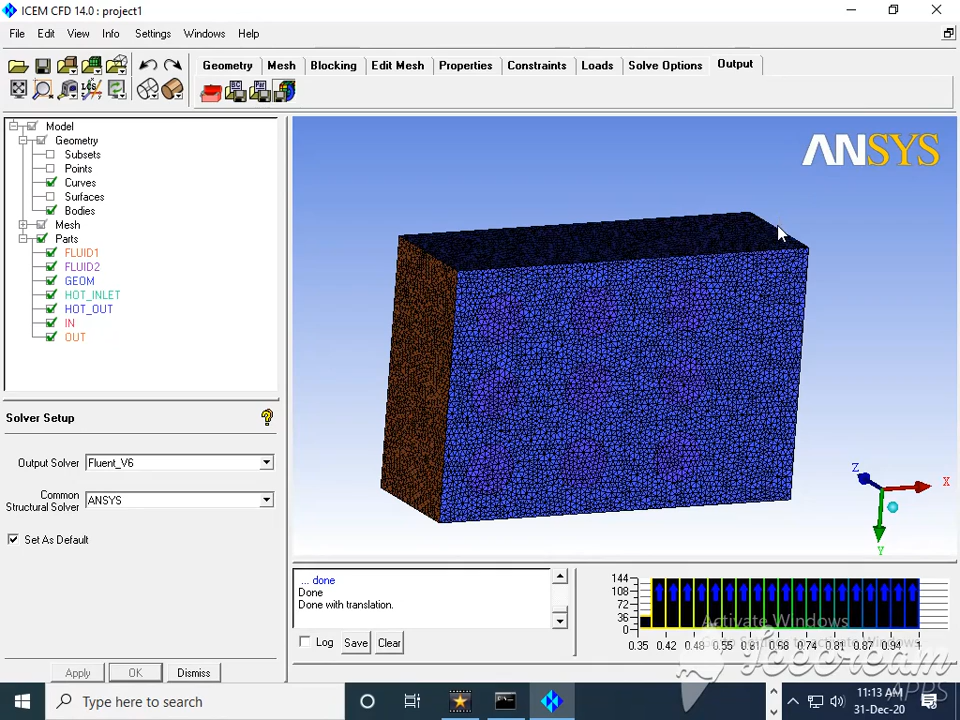 ICEM CFD 14.0 : project1
File Edit View Info Settings Windows Help
Geometry Mesh Blocking Edit Mesh Properties Constraints Loads Solve Options Output
Model
Geometry
Subsets
Points
Curves
Surfaces
Bodies
Mesh
Parts
FLUID1
FLUID2
GEOM
HOT_INLET
HOT_OUT
IN
OUT
ANSYS
Solver Setup
Output Solver Fluent_V6
Common
Structural Solver ANSYS
Set As Default
Apply OK Dismiss
Z
X
Y
... done
Done
Done with translation.
Log Save Clear
144
108
72
36
0
0.35 0.42 0.48 0.55 0.61 0.68 0.74 0.81 0.87 0.94 1
Activate Windows
Icecream
APPS
Type here to search
11:13 AM
31-Dec-20